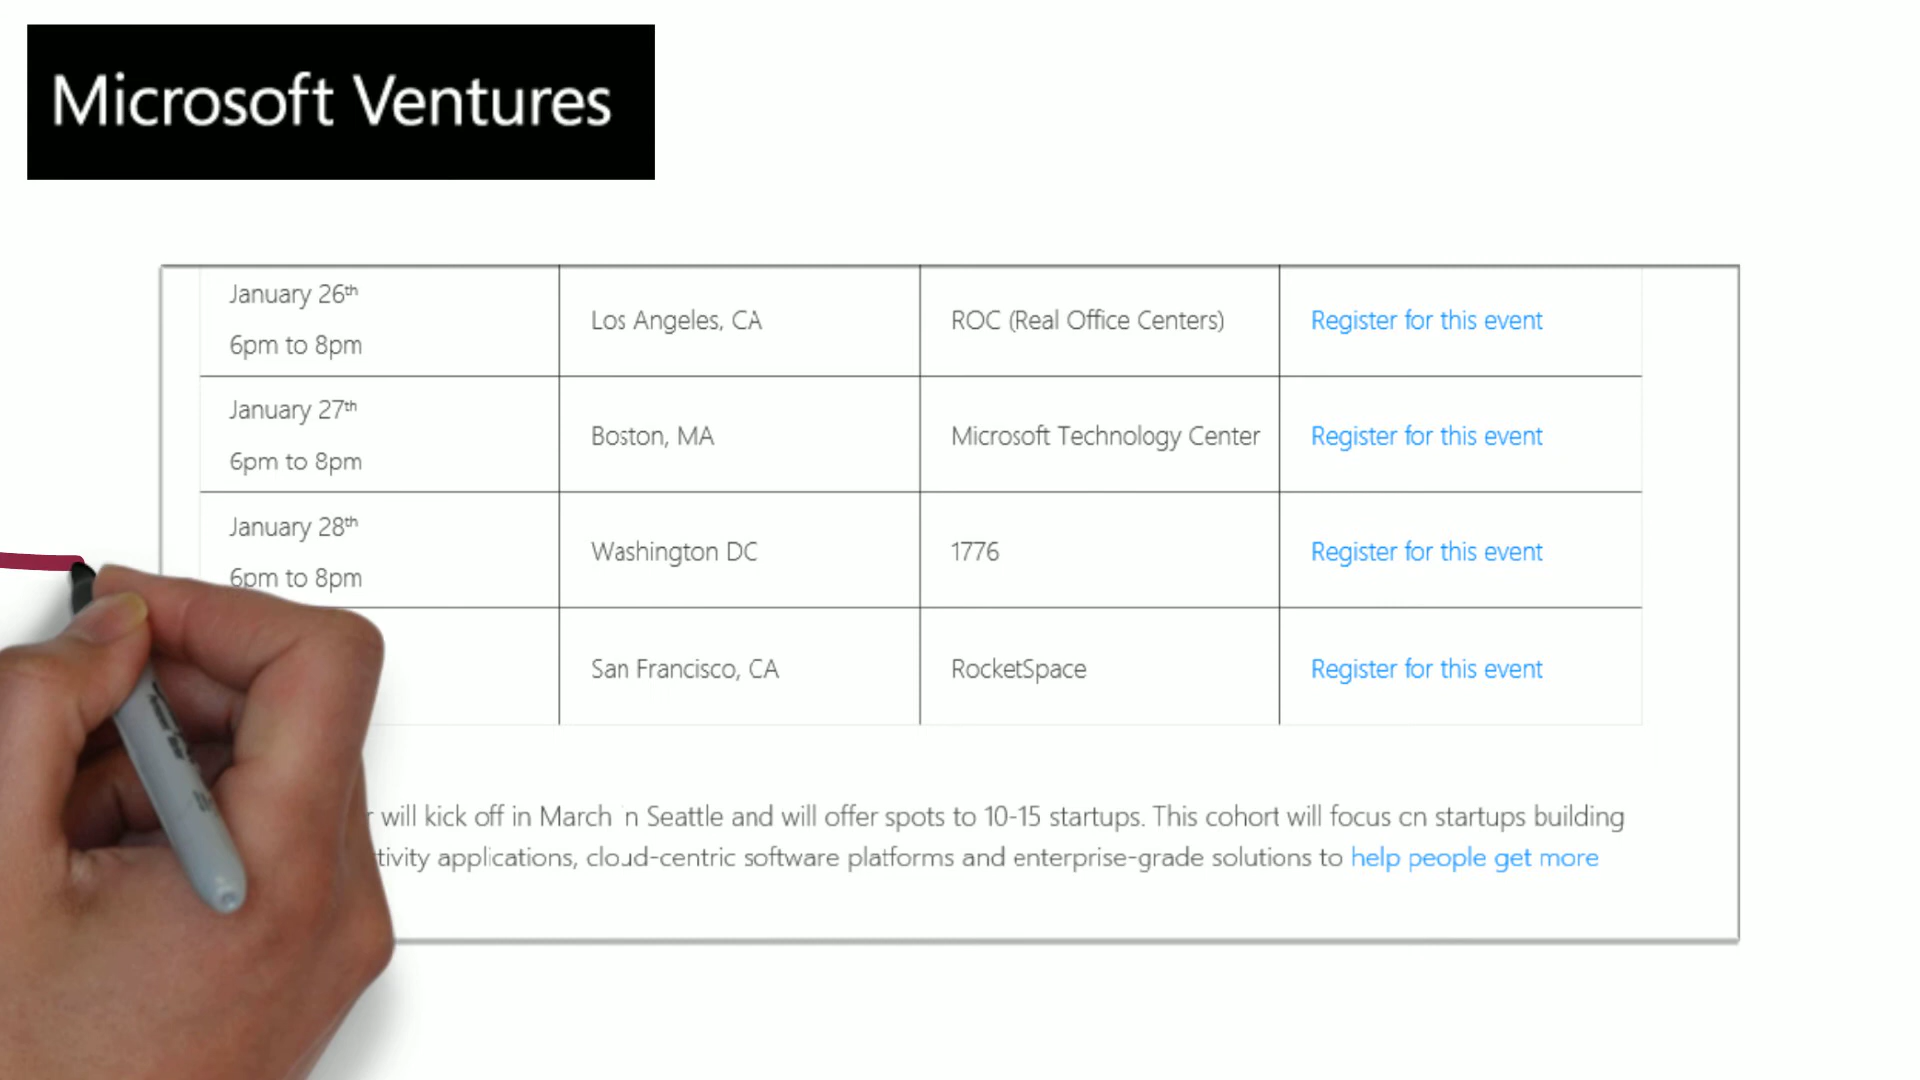 Microsoft Ventures
January 26th
6pm to 8pm
Los Angeles, CA
ROC (Real Office Centers)
Register for this event
January 27th
6pm to 8pm
Boston, MA
Microsoft Technology Center
Register for this event
January 28th
6pm to 8pm
Washington DC
1776
Register for this event
San Francisco, CA
RocketSpace
Register for this event
will kick off in March n Seattle and will offer spots to 10-15 startups. This cohort will focus cn startups building
tivity applications, cloud-centric software platforms and enterprise-grade solutions to help people get more